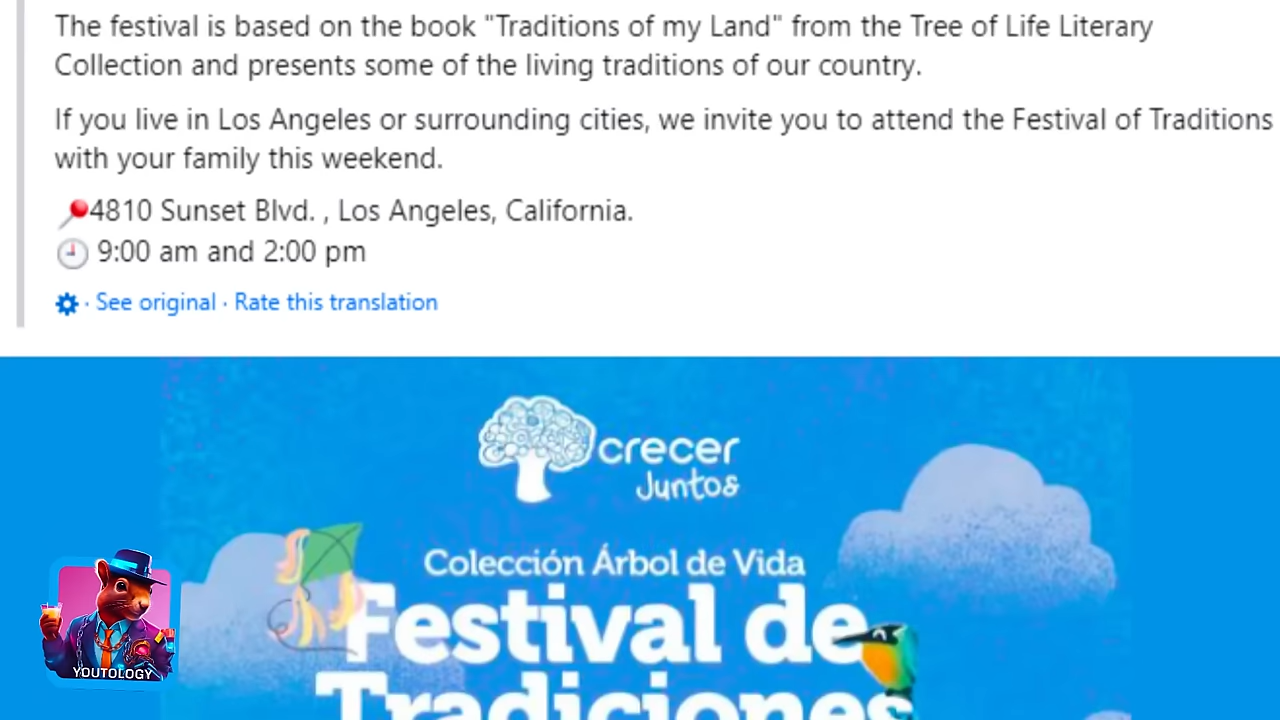 The festival is based on the book "Traditions of my Land" from the Tree of Life Literary
Collection and presents some of the living traditions of our country.
If you live in Los Angeles or surrounding cities, we invite you to attend the Festival of Traditions
with your family this weekend.
4810 Sunset Blvd. , Los Angeles, California.
9:00 am and 2:00 pm
· See original · Rate this translation
crecer
Juntos
Colección Árbol de Vida
Festival de
Tradiciones
YOUTOLOGY